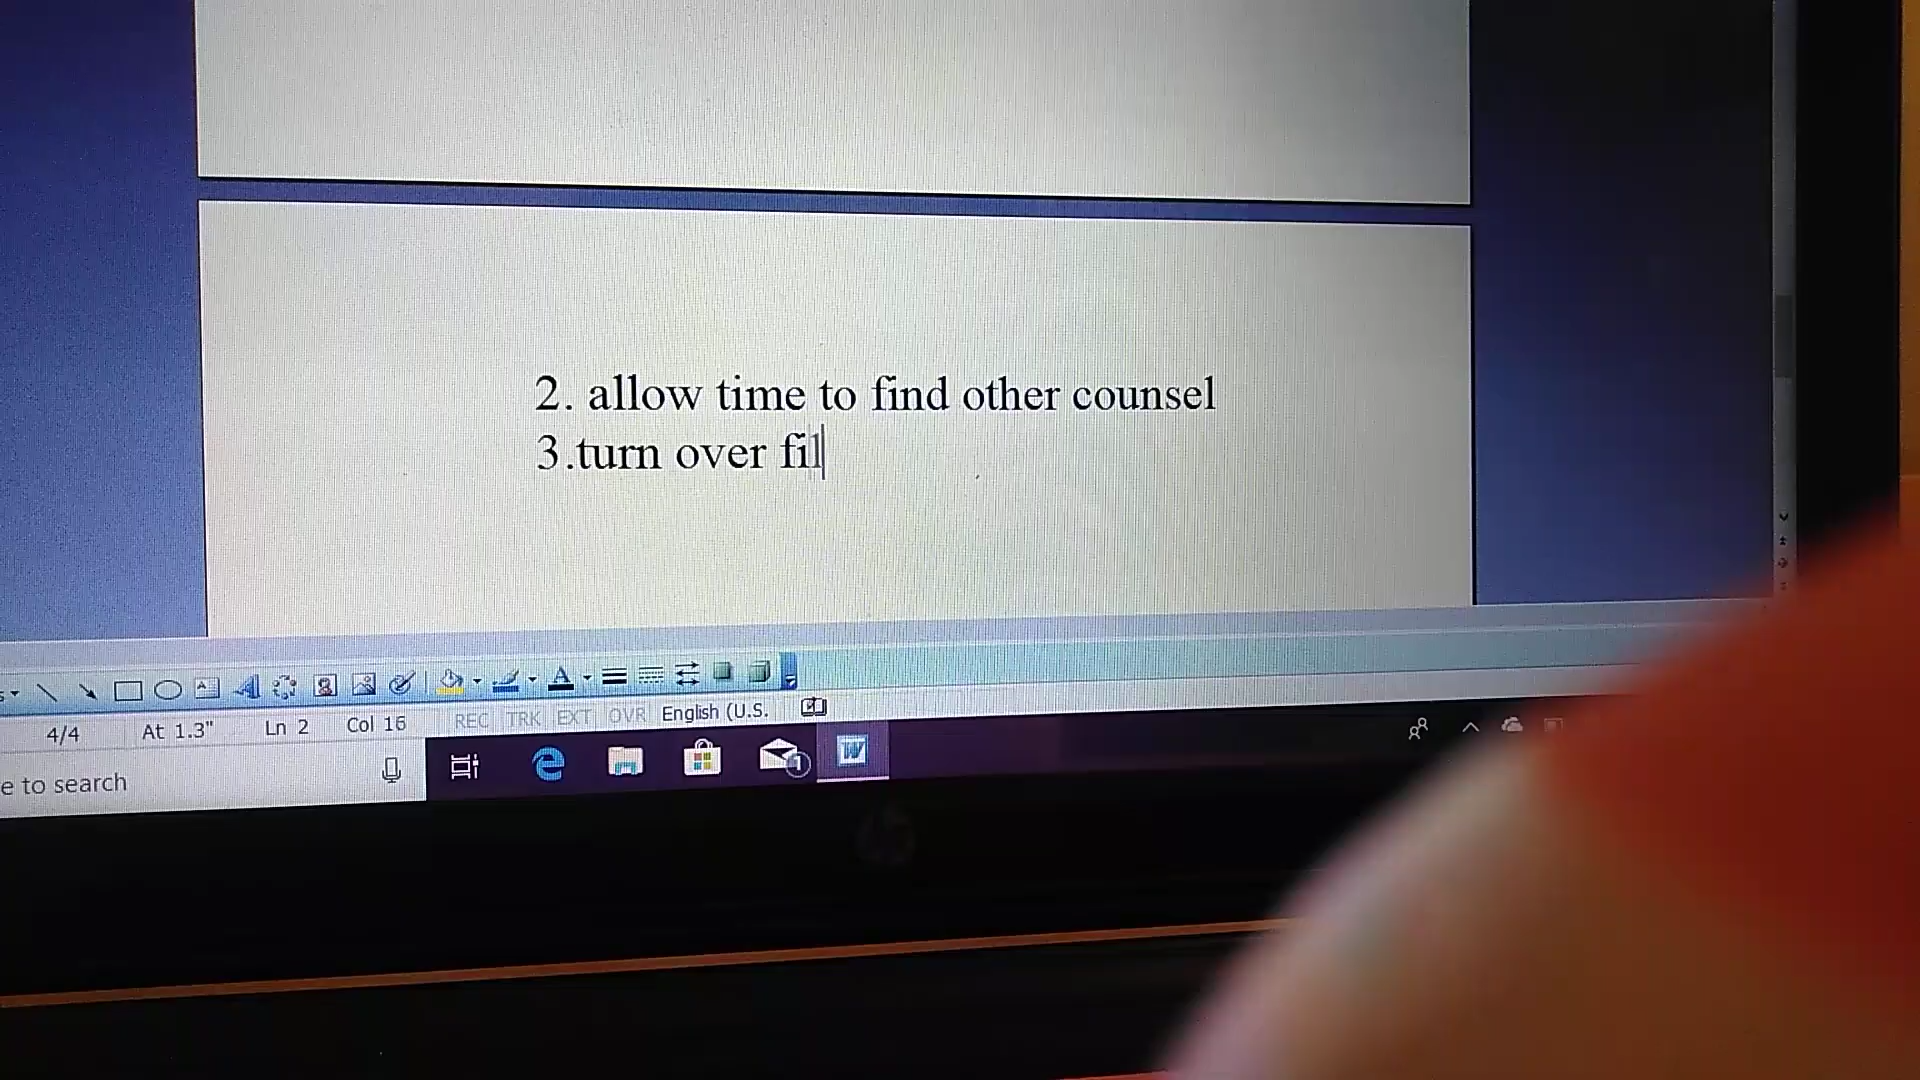 2. allow time to find other counsel
3.turn over fil
4/4 At 1.3" Ln 2 Col 16 REC TRK EXT OVR English (U.S.
e to search